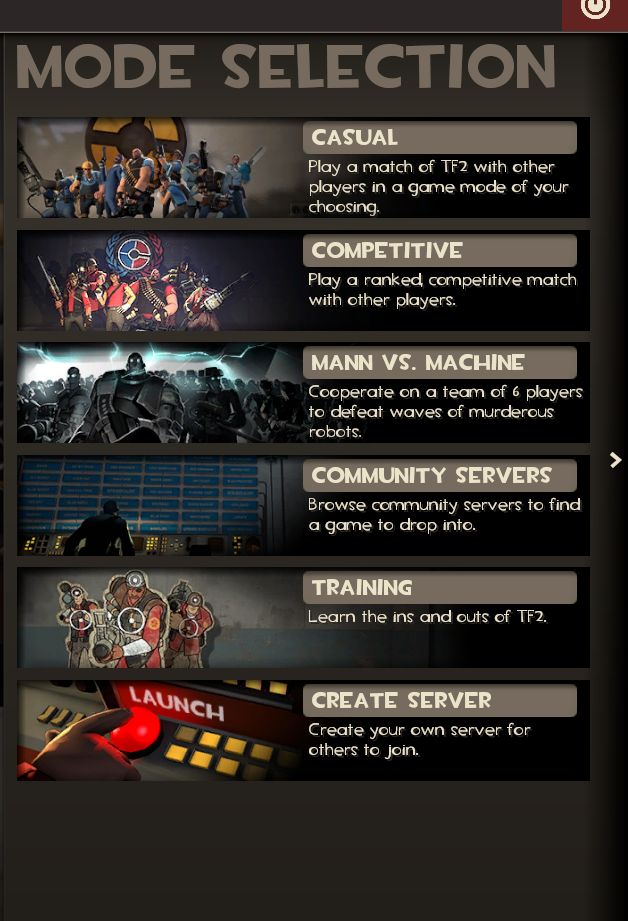 MODE SELECTION
CASUAL
Play a match of TF2 with other
players in a game mode of your
choosing.
COMPETITIVE
Play a ranked, competitive match
with other players.
MANN VS. MACHINE
Cooperate on a team of 6 players
to defeat waves of murderous
robots.
COMMUNITY SERVERS
Browse community servers to find
a game to drop into.
TRAINING
Learn the ins and outs of TF2.
LAUNCH
CREATE SERVER
Create your own server for
others to join.